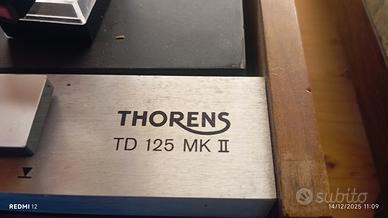 THORENS
TD 125 MK II
REDMI 12
14/12/2025 11:09
subito